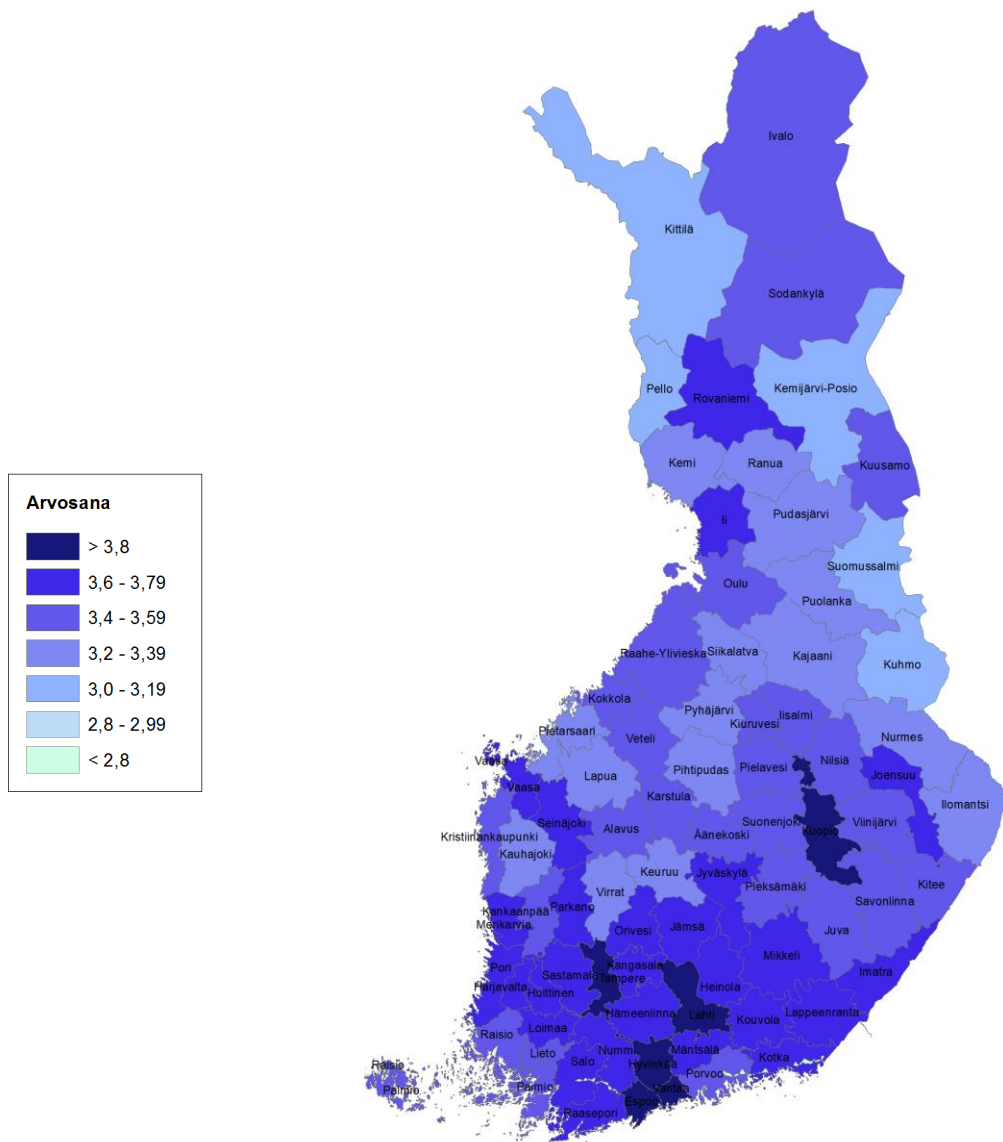 Ivalo
Kittilä
Sodankylä
Pello
Rovaniemi
Kemijärvi-Posio
Kemi
Ranua
Kuusamo
Arvosana
> 3,8
3,6 - 3,79
3,4 - 3,59
3,2 - 3,39
3,0 - 3,19
2,8 - 2,99
< 2,8
Ii
Pudasjärvi
Suomussalmi
Oulu
Puolanka
Raahe-Ylivieska
Siikalatva
Kajaani
Kuhmo
Kokkola
Pyhäjärvi
Kiuruvesi
Iisalmi
Nurmes
Pietarsaari
Veteli
Vaasa
Lapua
Pihtipudas
Pielavesi
Nilsiä
Joensuu
Vaasa
Karstula
Ilomantsi
Seinäjoki
Alavus
Äänekoski
Suonenjoki
Kuopio
Viinijärvi
Kristiinankaupunki
Kauhajoki
Keuruu
Jyväskylä
Pieksämäki
Kitee
Virrat
Savonlinna
Kankaanpää
Parkano
Merikarvia
Orivesi
Jämsä
Juva
Mikkeli
Pori
Sastamala
Kangasala
Tampere
Imatra
Harjavalta
Huittinen
Heinola
Hämeenlinna
Lahti
Kouvola
Lappeenranta
Raisio
Loimaa
Lieto
Salo
Nummi
Mäntsälä
Kotka
Hyvinkää
Porvoo
Raisio
Paimio
Paimio
Vantaa
Espoo
Raasepori